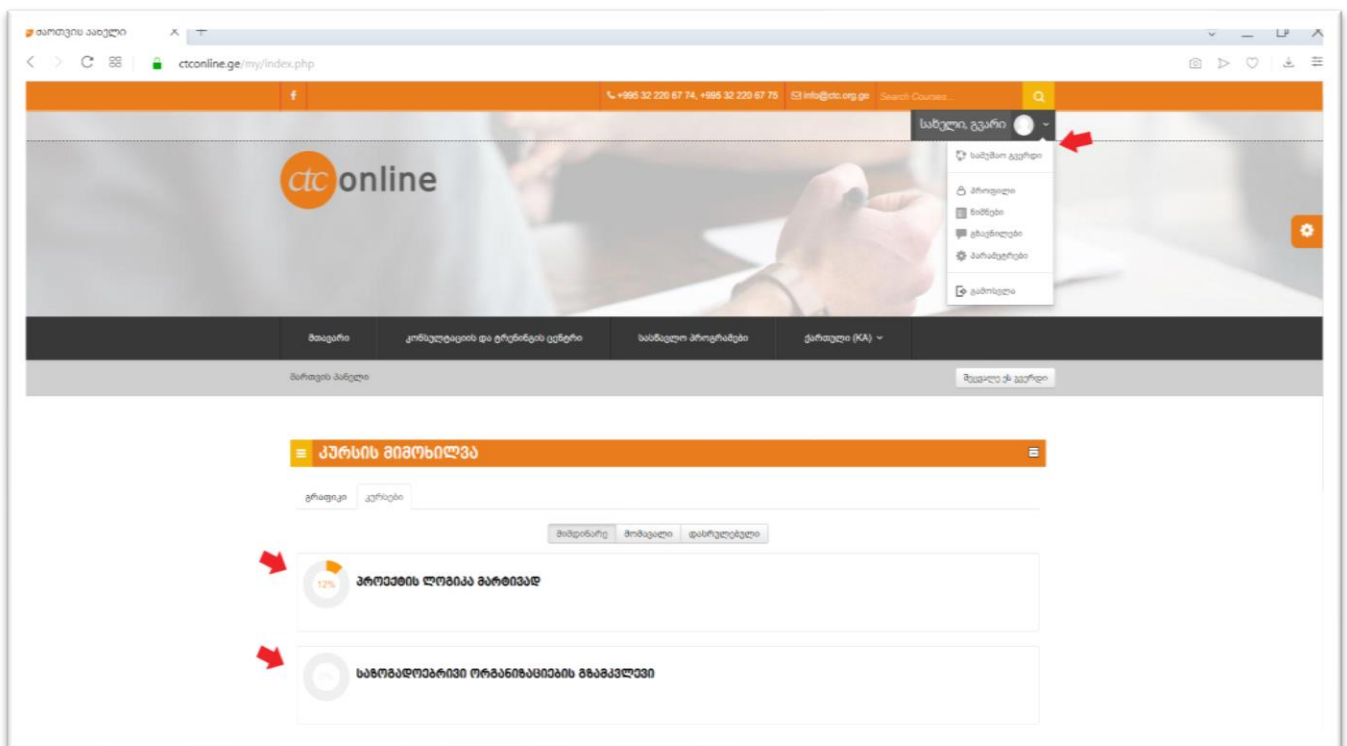 მართვის პანელი
ctconline.ge/my/index.php
+995 32 220 67 74, +995 32 220 67 75 info@ctc.org.ge Search Courses...
სახელი, გვარი
ctc online
სამუშაო გვერდი
პროფილი
ნიშნები
გზავნილები
პარამეტრები
გამოსვლა
მთავარი კონსულტაციის და ტრენინგის ცენტრი სასწავლო პროგრამები ქართული (KA)
მართვის პანელი შეცვალე ეს გვერდი
კურსის მიმოხილვა
გრაფიკი კურსები
მიმდინარე მომავალი დასრულებული
12% პროექტის ლოგიკა მარტივად
საზოგადოებრივი ორგანიზაციების გზამკვლევი